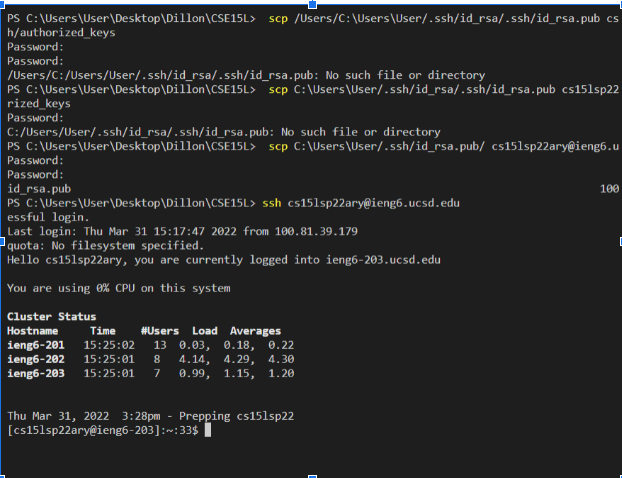 PS C:\Users\User\Desktop\Dillon\CSE15L>  scp /Users/C:\Users\User/.ssh/id_rsa/.ssh/id_rsa.pub cs
h/authorized_keys
Password:
Password:
/Users/C:/Users/User/.ssh/id_rsa/.ssh/id_rsa.pub: No such file or directory
PS C:\Users\User\Desktop\Dillon\CSE15L>  scp C:\Users\User/.ssh/id_rsa/.ssh/id_rsa.pub cs15lsp22
rized_keys
Password:
C:/Users/User/.ssh/id_rsa/.ssh/id_rsa.pub: No such file or directory
PS C:\Users\User\Desktop\Dillon\CSE15L>  scp C:\Users\User/.ssh/id_rsa.pub/ cs15lsp22ary@ieng6.u
Password:
Password:
id_rsa.pub 100
PS C:\Users\User\Desktop\Dillon\CSE15L> ssh cs15lsp22ary@ieng6.ucsd.edu
essful login.
Last login: Thu Mar 31 15:17:47 2022 from 100.81.39.179
quota: No filesystem specified.
Hello cs15lsp22ary, you are currently logged into ieng6-203.ucsd.edu
You are using 0% CPU on this system
Cluster Status
Hostname     Time    #Users  Load  Averages
ieng6-201   15:25:02   13  0.03,  0.18,  0.22
ieng6-202   15:25:01   8   4.14,  4.29,  4.30
ieng6-203   15:25:01   7   0.99,  1.15,  1.20
Thu Mar 31, 2022  3:28pm - Prepping cs15lsp22
[cs15lsp22ary@ieng6-203]:~:33$